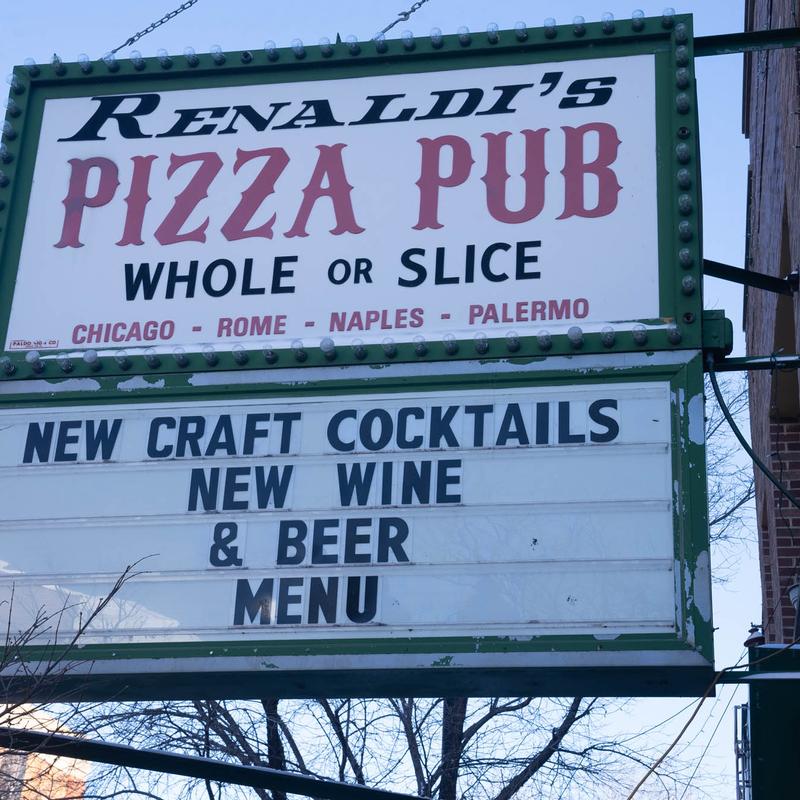 RENALDI'S
PIZZA PUB
WHOLE OR SLICE
CHICAGO - ROME - NAPLES - PALERMO
NEW CRAFT COCKTAILS
NEW WINE
& BEER
MENU